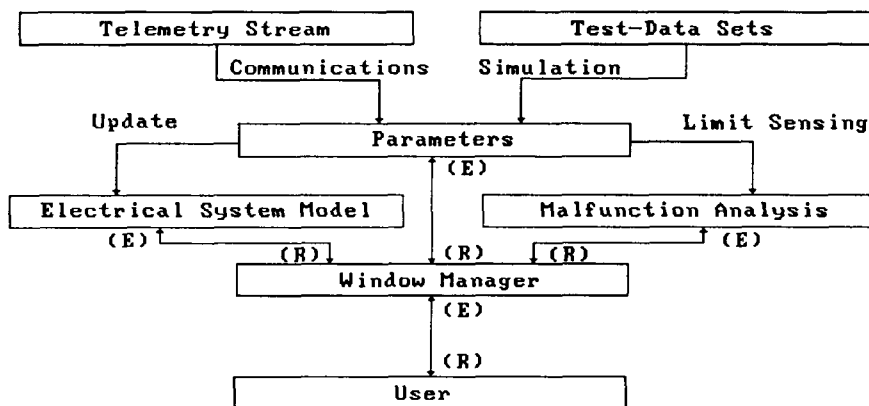 Telemetry Stream
Test-Data Sets
Communications
Simulation
Update
Limit Sensing
Parameters
(E)
Electrical System Model
Malfunction Analysis
(E)
(R)
(R)
(R)
(E)
Window Manager
(E)
(R)
User